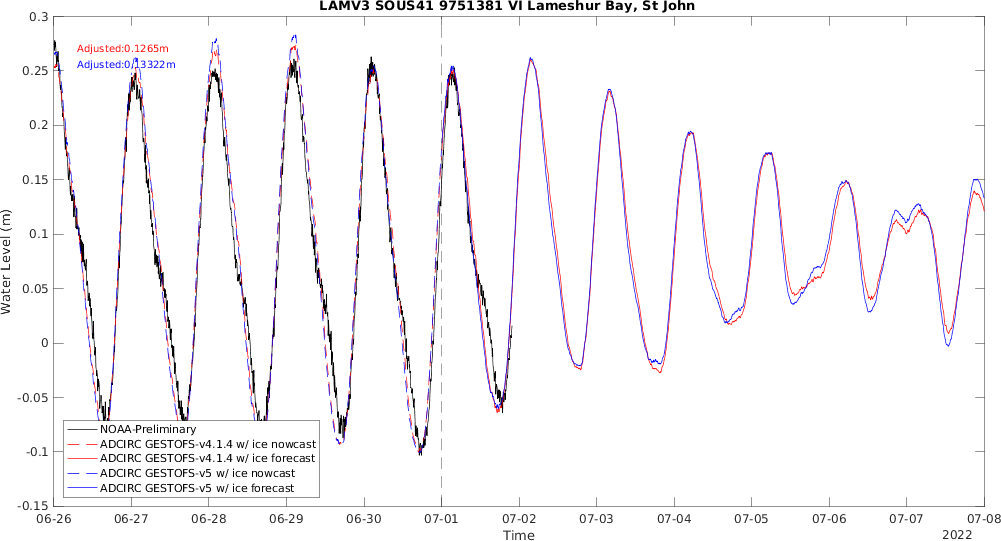 LAMV3 SOUS41 9751381 VI Lameshur Bay, St John
Adjusted:0.1265m
Adjusted:0.13322m
Water Level (m)
0.3
0.25
0.2
0.15
0.1
0.05
0
-0.05
-0.1
-0.15
NOAA-Preliminary
ADCIRC GESTOFS-v4.1.4 w/ ice nowcast
ADCIRC GESTOFS-v4.1.4 w/ ice forecast
ADCIRC GESTOFS-v5 w/ ice nowcast
ADCIRC GESTOFS-v5 w/ ice forecast
06-26 06-27 06-28 06-29 06-30 07-01 07-02 07-03 07-04 07-05 07-06 07-07 07-08
Time
2022